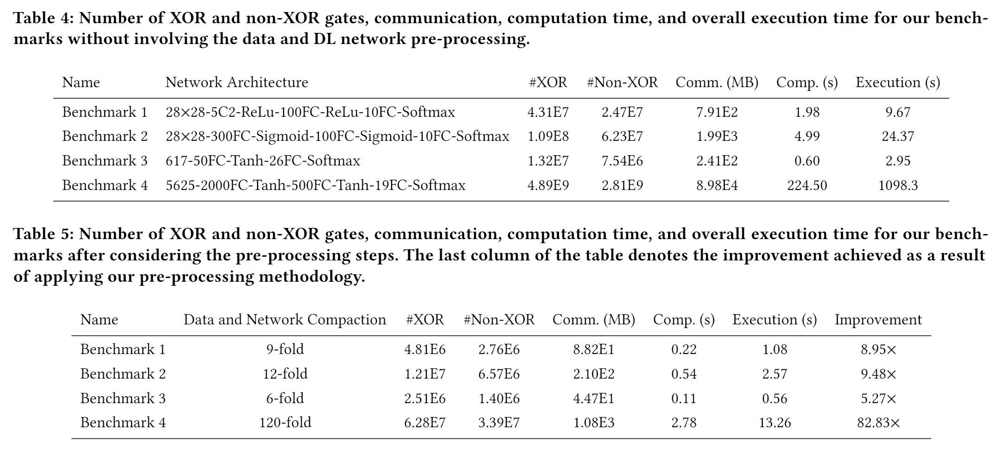 Table 4: Number of XOR and non-XOR gates, communication, computation time, and overall execution time for our bench-
marks without involving the data and DL network pre-processing.
Name Network Architecture #XOR #Non-XOR Comm. (MB) Comp. (s) Execution (s)
Benchmark 1 28×28-5C2-ReLu-100FC-ReLu-10FC-Softmax 4.31E7 2.47E7 7.91E2 1.98 9.67
Benchmark 2 28×28-300FC-Sigmoid-100FC-Sigmoid-10FC-Softmax 1.09E8 6.23E7 1.99E3 4.99 24.37
Benchmark 3 617-50FC-Tanh-26FC-Softmax 1.32E7 7.54E6 2.41E2 0.60 2.95
Benchmark 4 5625-2000FC-Tanh-500FC-Tanh-19FC-Softmax 4.89E9 2.81E9 8.98E4 224.50 1098.3
Table 5: Number of XOR and non-XOR gates, communication, computation time, and overall execution time for our bench-
marks after considering the pre-processing steps. The last column of the table denotes the improvement achieved as a result
of applying our pre-processing methodology.
Name Data and Network Compaction #XOR #Non-XOR Comm. (MB) Comp. (s) Execution (s) Improvement
Benchmark 1 9-fold 4.81E6 2.76E6 8.82E1 0.22 1.08 8.95×
Benchmark 2 12-fold 1.21E7 6.57E6 2.10E2 0.54 2.57 9.48×
Benchmark 3 6-fold 2.51E6 1.40E6 4.47E1 0.11 0.56 5.27×
Benchmark 4 120-fold 6.28E7 3.39E7 1.08E3 2.78 13.26 82.83×